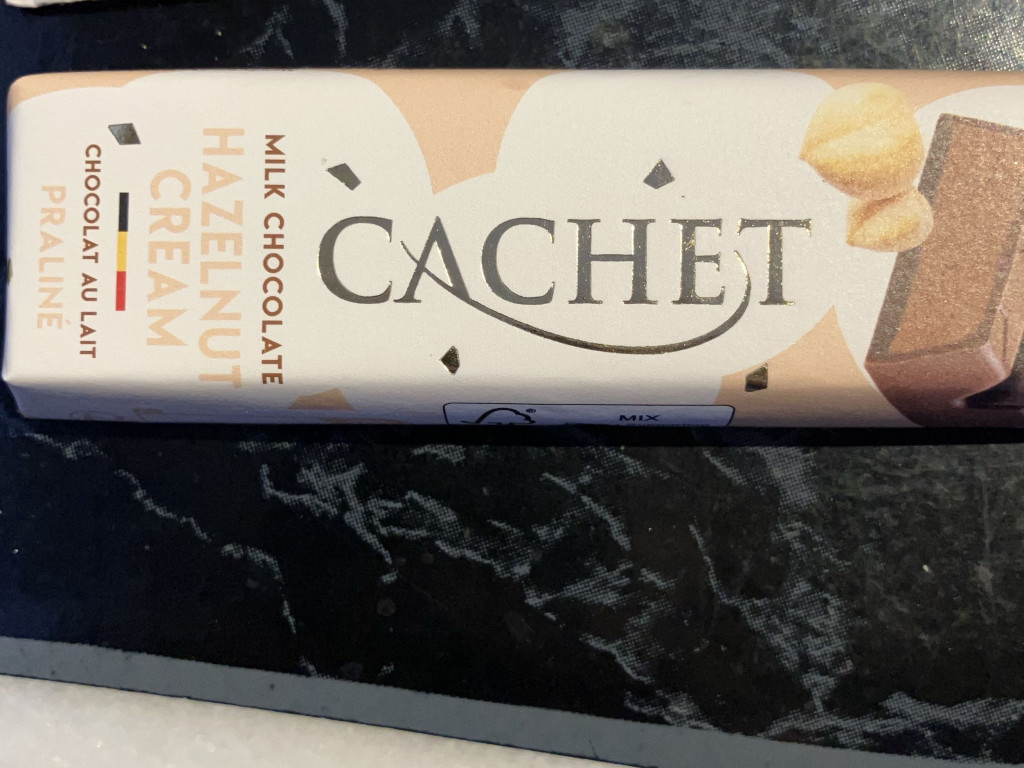 CACHET
MILK CHOCOLATE
HAZELNUT
CREAM
CHOCOLAT AU LAIT
PRALINÉ
MIX